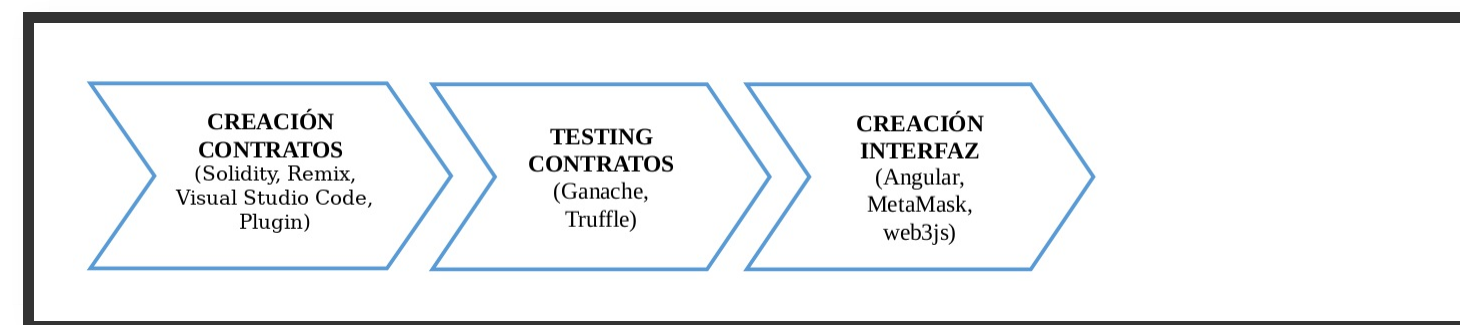 CREACIÓN
CONTRATOS
(Solidity, Remix,
Visual Studio Code,
Plugin)
TESTING
CONTRATOS
(Ganache,
Truffle)
CREACIÓN
INTERFAZ
(Angular,
MetaMask,
web3js)